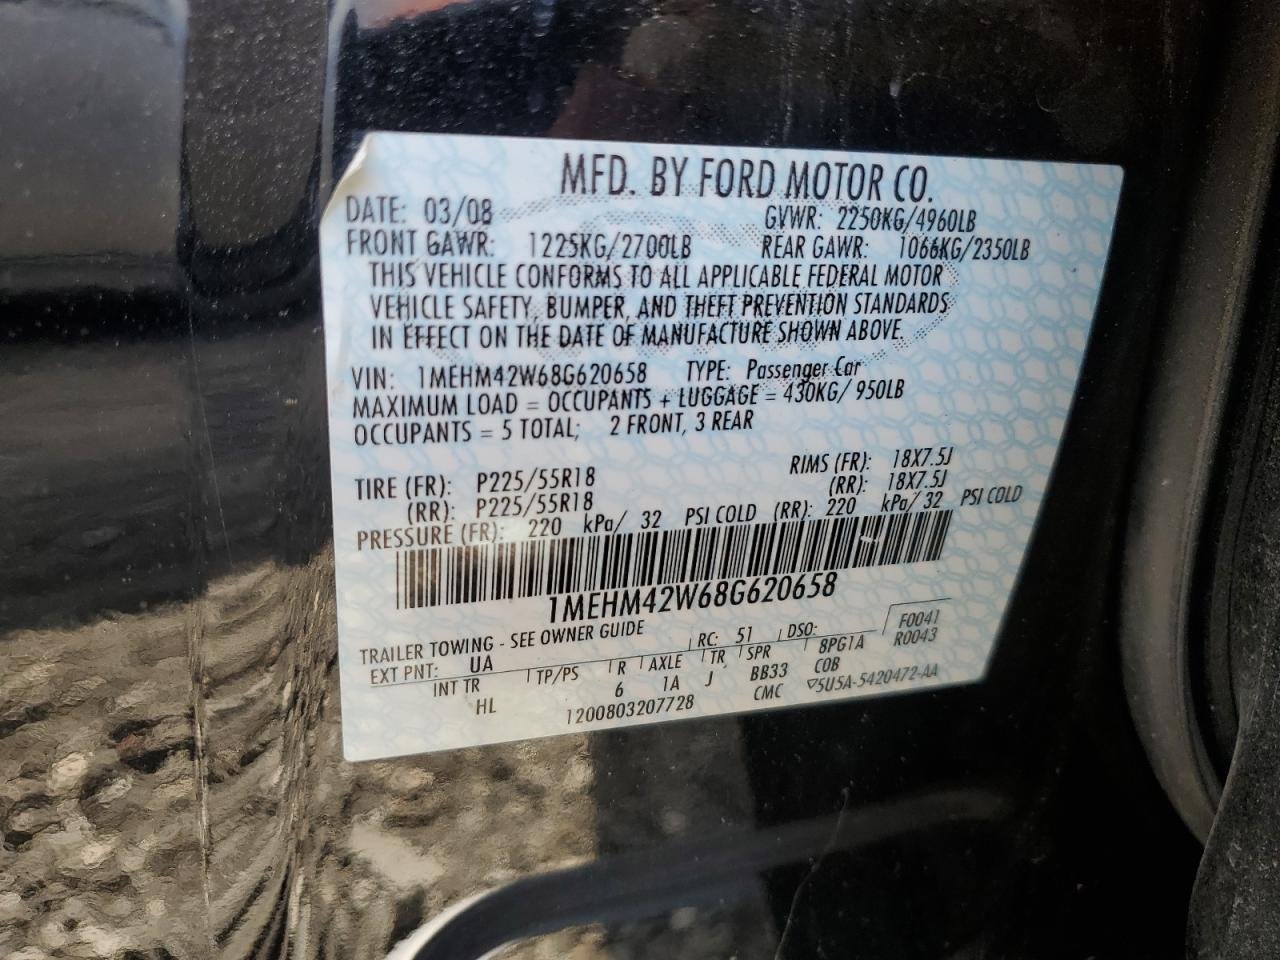 MFD. BY FORD MOTOR CO.
DATE: 03/08 GVWR: 2250KG/4960LB
FRONT GAWR: 1225KG/2700LB REAR GAWR: 1066KG/2350LB
THIS VEHICLE CONFORMS TO ALL APPLICABLE FEDERAL MOTOR
VEHICLE SAFETY, BUMPER, AND THEFT PREVENTION STANDARDS
IN EFFECT ON THE DATE OF MANUFACTURE SHOWN ABOVE.
VIN: 1MEHM42W68G620658 TYPE: Passenger Car
MAXIMUM LOAD = OCCUPANTS + LUGGAGE = 430KG/ 950LB
OCCUPANTS = 5 TOTAL; 2 FRONT, 3 REAR
TIRE (FR): P225/55R18 RIMS (FR): 18X7.5J
(RR): P225/55R18 (RR): 18X7.5J
PRESSURE (FR): 220 kPa/ 32 PSI COLD (RR): 220 kPa/ 32 PSI COLD
1MEHM42W68G620658
TRAILER TOWING - SEE OWNER GUIDE
EXT PNT: UA RC: 51 DSO: F0041
INT TR TP/PS R AXLE TR SPR 8PG1A R0043
HL 6 1A J BB33 COB
1200803207728 CMC ▽5U5A-5420472-AA